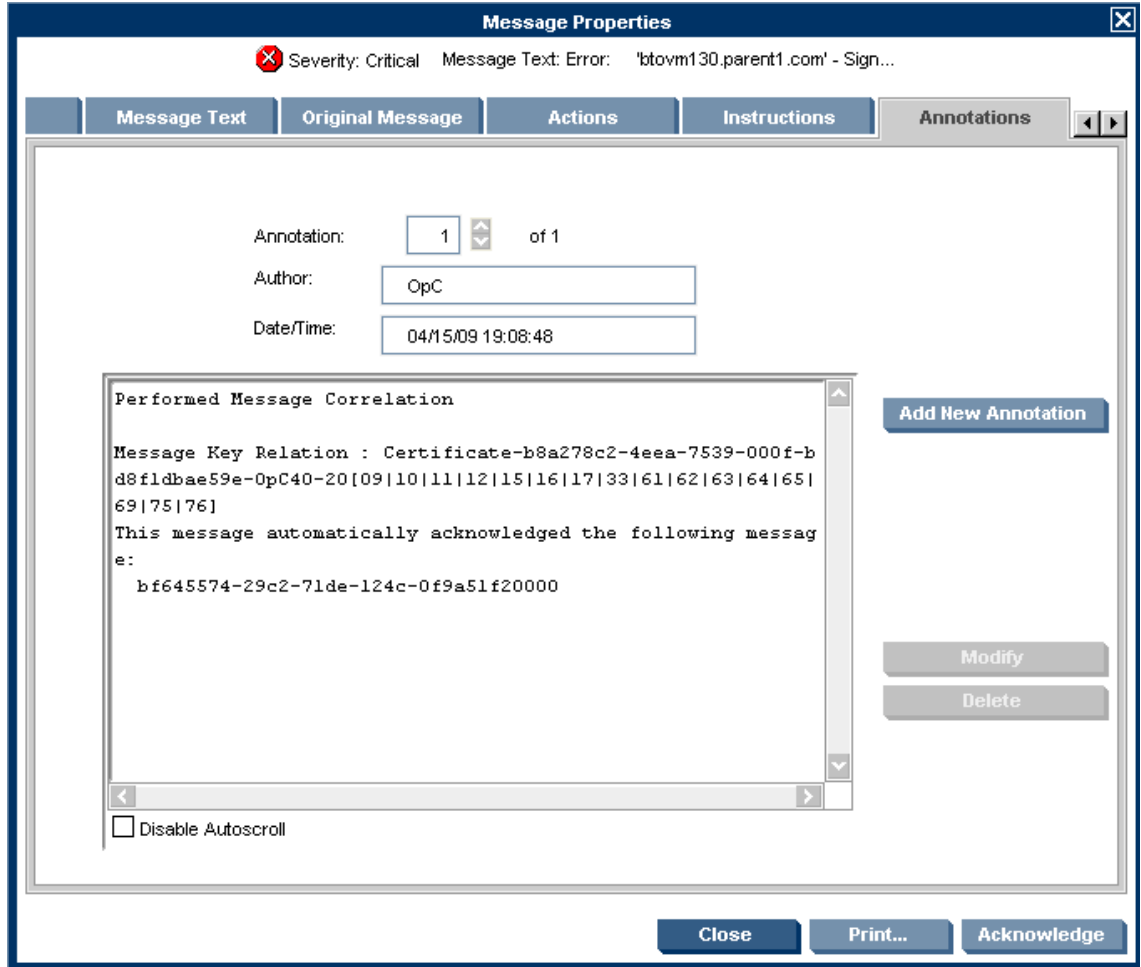 Message Properties
Severity: Critical Message Text: Error: 'btovm130.parent1.com' - Sign...
Message Text Original Message Actions Instructions Annotations
Annotation: 1 of 1
Author: OpC
Date/Time: 04/15/09 19:08:48
Performed Message Correlation
Message Key Relation : Certificate-b8a278c2-4eea-7539-000f-b
d8f1dbae59e-OpC40-20[09|10|11|12|15|16|17|33|61|62|63|64|65|
69|75|76]
This message automatically acknowledged the following messag
e:
bf645574-29c2-71de-124c-0f9a51f20000
Add New Annotation
Modify
Delete
Disable Autoscroll
Close Print... Acknowledge